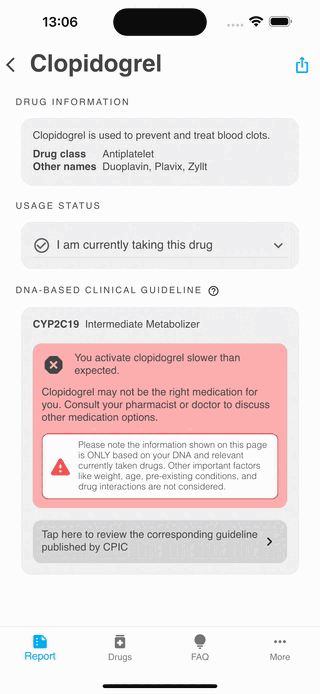 13:06
Clopidogrel
DRUG INFORMATION
Clopidogrel is used to prevent and treat blood clots.
Drug class Antiplatelet
Other names Duoplavin, Plavix, Zyllt
USAGE STATUS
I am currently taking this drug
DNA-BASED CLINICAL GUIDELINE ?
CYP2C19 Intermediate Metabolizer
You activate clopidogrel slower than
expected.
Clopidogrel may not be the right medication for
you. Consult your pharmacist or doctor to discuss
other medication options.
Please note the information shown on this page
is ONLY based on your DNA and relevant
currently taken drugs. Other important factors
like weight, age, pre-existing conditions, and
drug interactions are not considered.
Tap here to review the corresponding guideline
published by CPIC
Report Drugs FAQ More